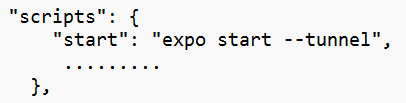 "scripts": {
    "start": "expo start --tunnel",
     .........
  },